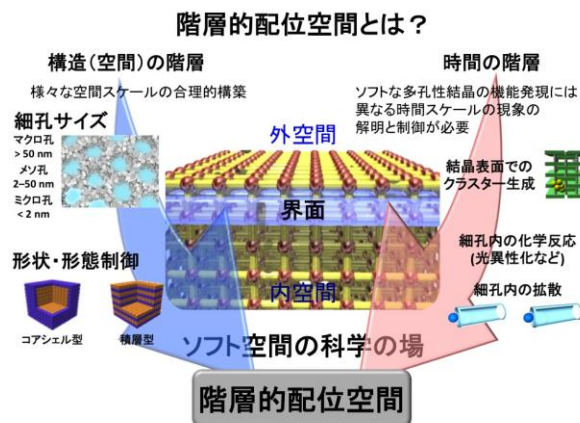 階層的配位空間とは？
構造（空間）の階層
様々な空間スケールの合理的構築
細孔サイズ
マクロ孔
> 50 nm
メソ孔
2–50 nm
ミクロ孔
< 2 nm
形状・形態制御
コアシェル型
積層型
外空間
界面
内空間
時間の階層
ソフトな多孔性結晶の機能発現には
異なる時間スケールの現象の
解明と制御が必要
結晶表面での
クラスター生成
細孔内の化学反応
(光異性化など)
細孔内の拡散
ソフト空間の科学の場
階層的配位空間